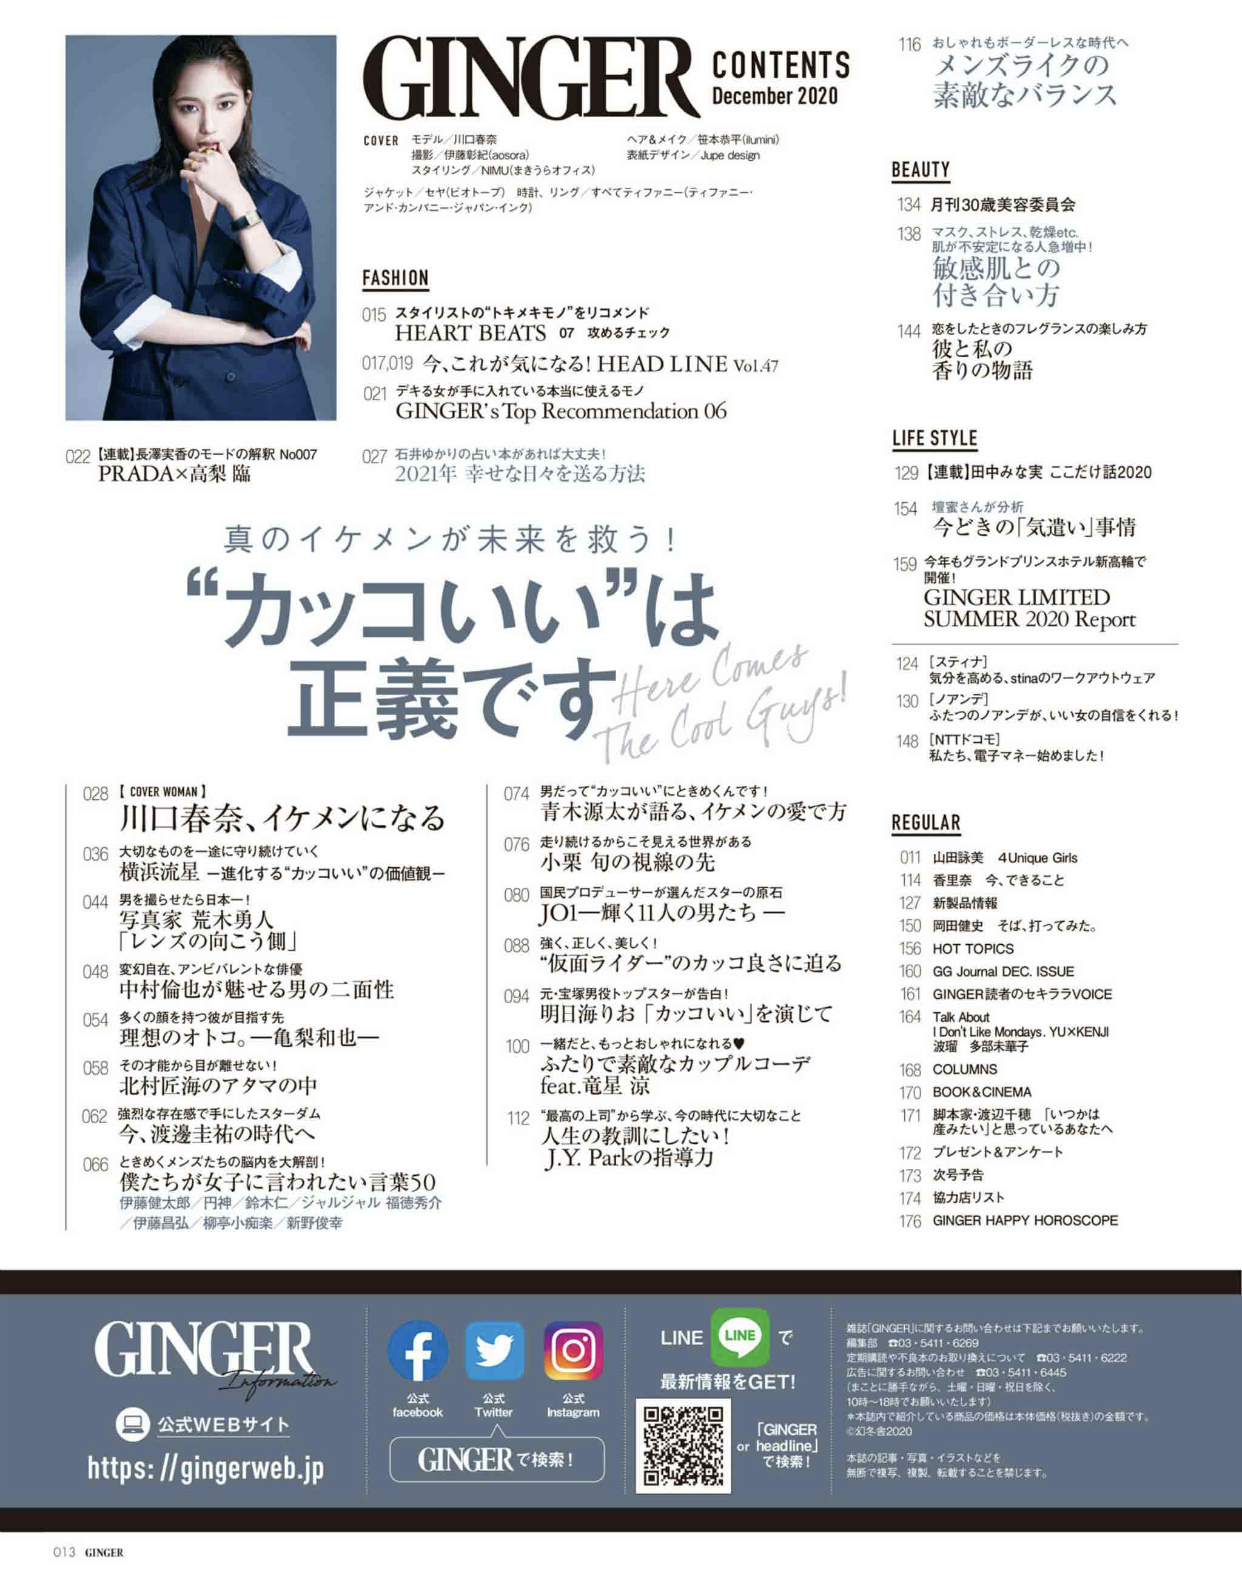 GINGER CONTENTS
December 2020
COVER モデル／川口春奈
撮影／伊藤彰紀(aosora)
スタイリング／NIMU(まきうらオフィス)
ヘア&メイク／笹本恭平(ilumini)
表紙デザイン／Jupe design
ジャケット／セヤ(ビオトープ) 時計、リング／すべてティファニー(ティファニー・
アンド・カンパニー・ジャパン・インク)
FASHION
015 スタイリストの“トキメキモノ”をリコメンド
HEART BEATS 07 攻めるチェック
017,019 今、これが気になる! HEAD LINE Vol.47
021 デキる女が手に入れている本当に使えるモノ
GINGER's Top Recommendation 06
022 【連載】長澤実香のモードの解釈 No007
PRADA×高梨 臨
027 石井ゆかりの占い本があれば大丈夫!
2021年 幸せな日々を送る方法
真のイケメンが未来を救う!
“カッコいい”は
正義です
Here Comes
The Cool Guys!
028 【 COVER WOMAN 】
川口春奈、イケメンになる
036 大切なものを一途に守り続けていく
横浜流星 ―進化する“カッコいい”の価値観―
044 男を撮らせたら日本一!
写真家 荒木勇人
「レンズの向こう側」
048 変幻自在、アンビバレントな俳優
中村倫也が魅せる男の二面性
054 多くの顔を持つ彼が目指す先
理想のオトコ。―亀梨和也―
058 その才能から目が離せない!
北村匠海のアタマの中
062 強烈な存在感で手にしたスターダム
今、渡邊圭祐の時代へ
066 ときめくメンズたちの脳内を大解剖!
僕たちが女子に言われたい言葉50
伊藤健太郎／円神／鈴木仁／ジャルジャル 福徳秀介
／伊藤昌弘／柳亭小痴楽／新野俊幸
074 男だって“カッコいい”にときめくんです!
青木源太が語る、イケメンの愛で方
076 走り続けるからこそ見える世界がある
小栗 旬の視線の先
080 国民プロデューサーが選んだスターの原石
JO1―輝く11人の男たち ―
088 強く、正しく、美しく!
“仮面ライダー”のカッコ良さに迫る
094 元・宝塚男役トップスターが告白!
明日海りお「カッコいい」を演じて
100 一緒だと、もっとおしゃれになれる♥
ふたりで素敵なカップルコーデ
feat.竜星 涼
112 “最高の上司”から学ぶ、今の時代に大切なこと
人生の教訓にしたい!
J.Y. Parkの指導力
116 おしゃれもボーダーレスな時代へ
メンズライクの
素敵なバランス
BEAUTY
134 月刊30歳美容委員会
138 マスク、ストレス、乾燥etc.
肌が不安定になる人急増中!
敏感肌との
付き合い方
144 恋をしたときのフレグランスの楽しみ方
彼と私の
香りの物語
LIFE STYLE
129 【連載】田中みな実 ここだけ話2020
154 壇蜜さんが分析
今どきの「気遣い」事情
159 今年もグランドプリンスホテル新高輪で
開催!
GINGER LIMITED
SUMMER 2020 Report
124 [スティナ]
気分を高める、stinaのワークアウトウェア
130 [ノアンデ]
ふたつのノアンデが、いい女の自信をくれる!
148 [NTTドコモ]
私たち、電子マネー始めました!
REGULAR
011 山田詠美 4 Unique Girls
114 香里奈 今、できること
127 新製品情報
150 岡田健史 そば、打ってみた。
156 HOT TOPICS
160 GG Journal DEC. ISSUE
161 GINGER読者のセキララVOICE
164 Talk About
I Don't Like Mondays. YU×KENJI
波瑠 多部未華子
168 COLUMNS
170 BOOK&CINEMA
171 脚本家・渡辺千穂 「いつかは
産みたい」と思っているあなたへ
172 プレゼント&アンケート
173 次号予告
174 協力店リスト
176 GINGER HAPPY HOROSCOPE
GINGER
Information
公式WEBサイト
https://gingerweb.jp
公式
facebook
公式
Twitter
公式
Instagram
GINGERで検索!
LINE LINE で
最新情報をGET!
「GINGER
or headline」
で検索!
雑誌「GINGER」に関するお問い合わせは下記までお願いいたします。
編集部 ☎03・5411・6269
定期購読や不良本のお取り換えについて ☎03・5411・6222
広告に関するお問い合わせ ☎03・5411・6445
(まことに勝手ながら、土曜・日曜・祝日を除く、
10時〜18時でお願いいたします)
*本誌内で紹介している商品の価格は本体価格(税抜き)の金額です。
©幻冬舎2020
本誌の記事・写真・イラストなどを
無断で複写、複製、転載することを禁じます。
013 GINGER